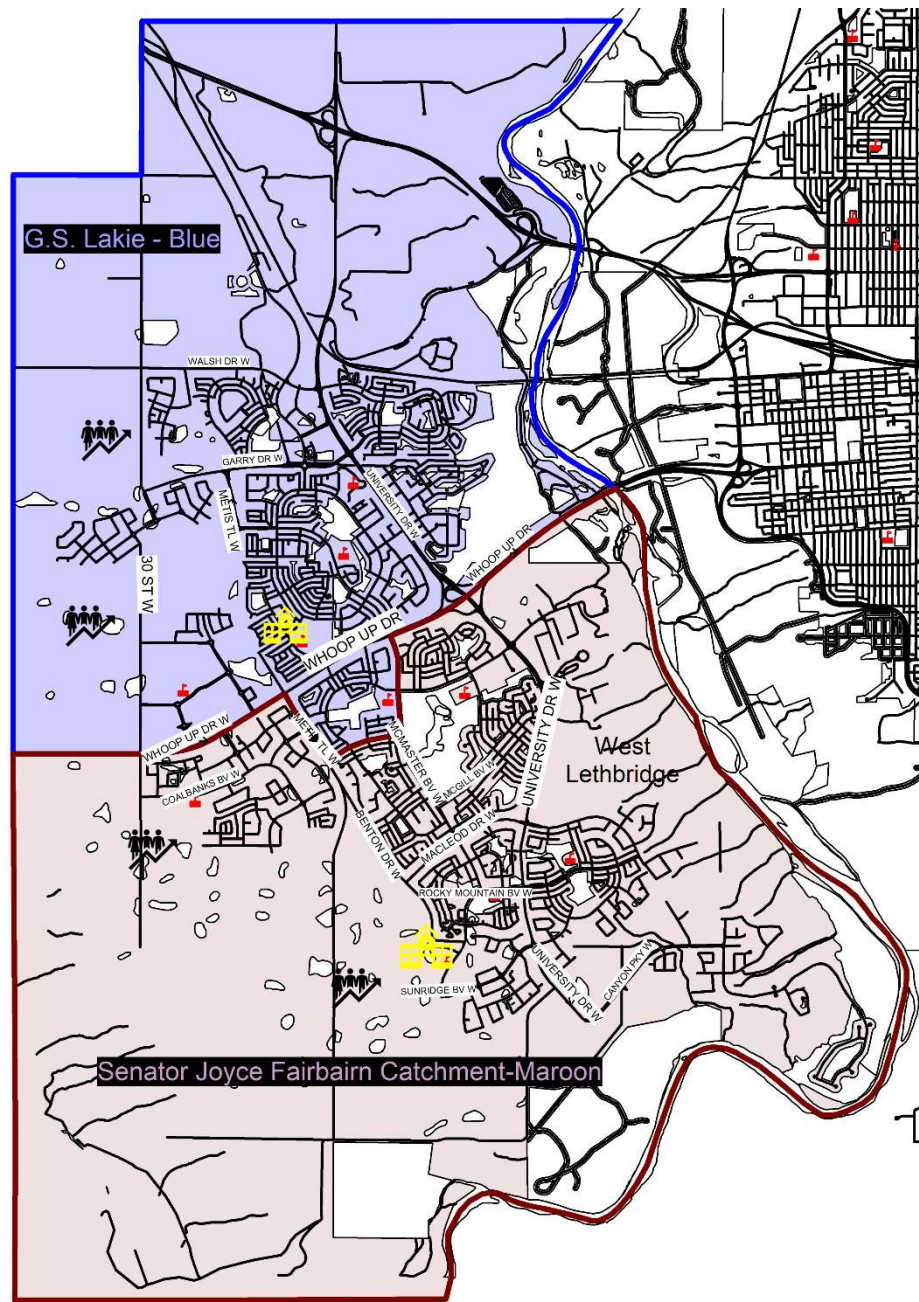 G.S. Lakie - Blue
WALSH DR W
GARRY DR W
METIS TL W
UNIVERSITY DR W
30 ST W
WHOOP UP DR
WHOOP UP DR
WHOOP UP DR W
METIS TL W
MCMASTER BV W
UNIVERSITY DR W
West
Lethbridge
COALBANKS BV W
MCGILL BV W
BENTON DR W
MACLEOD DR W
ROCKY MOUNTAIN BV W
UNIVERSITY DR W
CANYON PKY W
SUNRIDGE BV W
Senator Joyce Fairbairn Catchment-Maroon